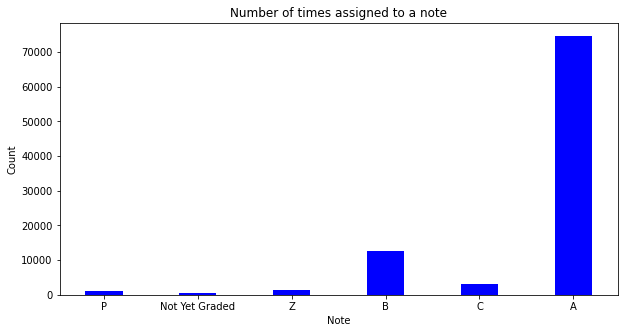 Number of times assigned to a note
70000
60000
50000
40000
30000
20000
10000
0
Count
P Not Yet Graded Z B C A
Note